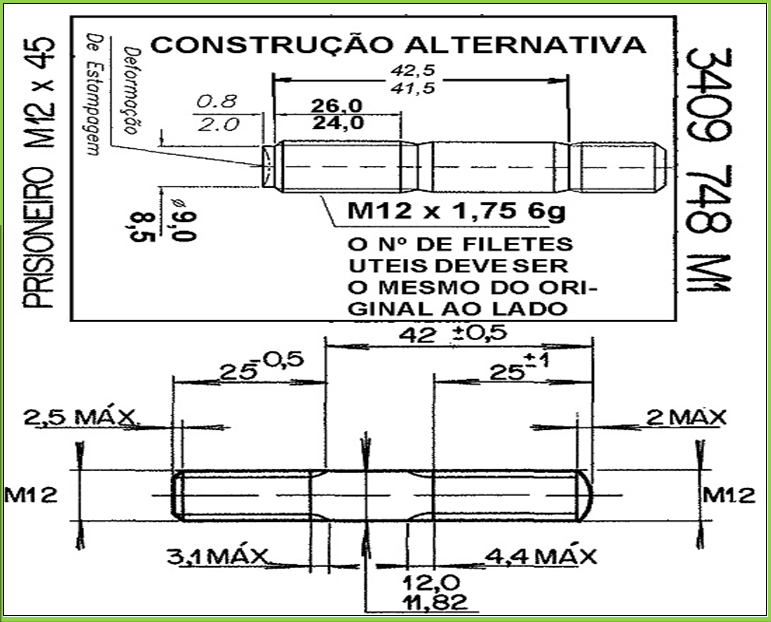 PRISIONEIRO M12 x 45
CONSTRUÇÃO ALTERNATIVA
3409 748 M1
Deformação
De Estampagem
42,5
41,5
0.8
2.0
26,0
24,0
ø 9,0
8,5
M12 x 1,75 6g
O Nº DE FILETES
UTEIS DEVE SER
O MESMO DO ORI-
GINAL AO LADO
42 ±0,5
25-0,5
25±1
2,5 MÁX.
2 MAX
M12
M12
3,1 MÁX.
4,4 MÁX
12,0
11,82